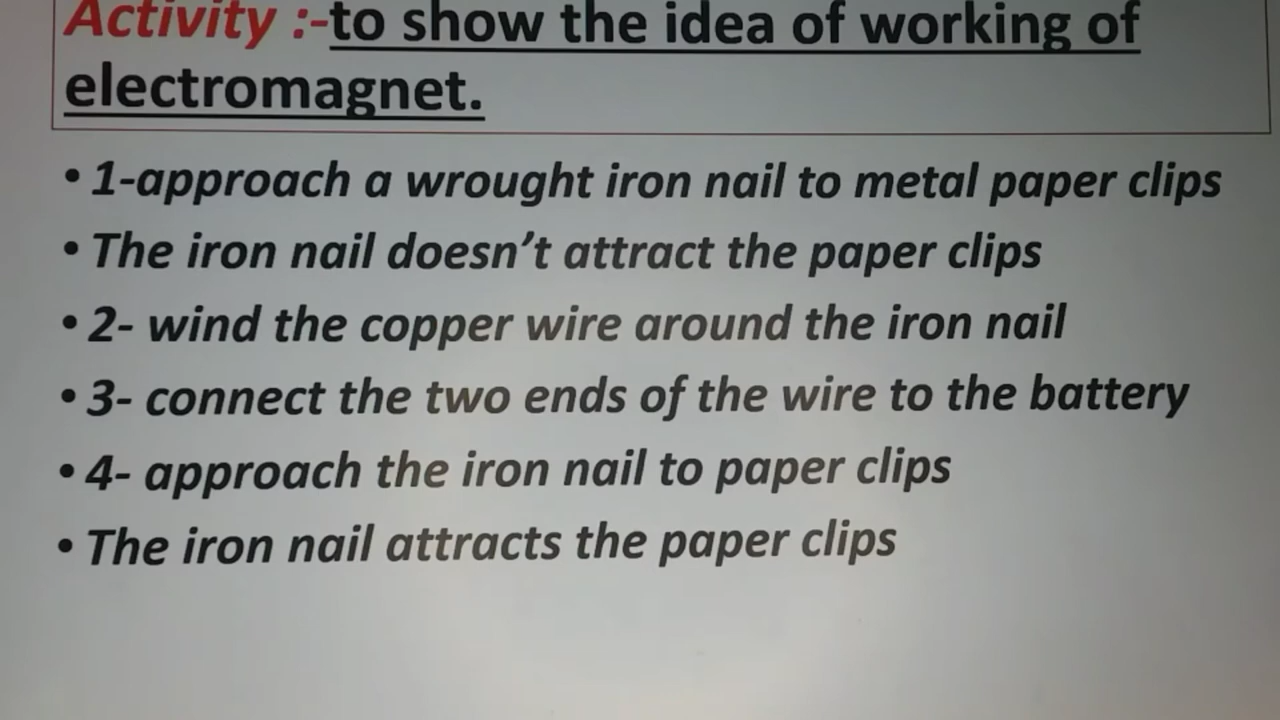 Activity :-to show the idea of working of
electromagnet.
• 1-approach a wrought iron nail to metal paper clips
• The iron nail doesn't attract the paper clips
• 2- wind the copper wire around the iron nail
• 3- connect the two ends of the wire to the battery
• 4- approach the iron nail to paper clips
• The iron nail attracts the paper clips